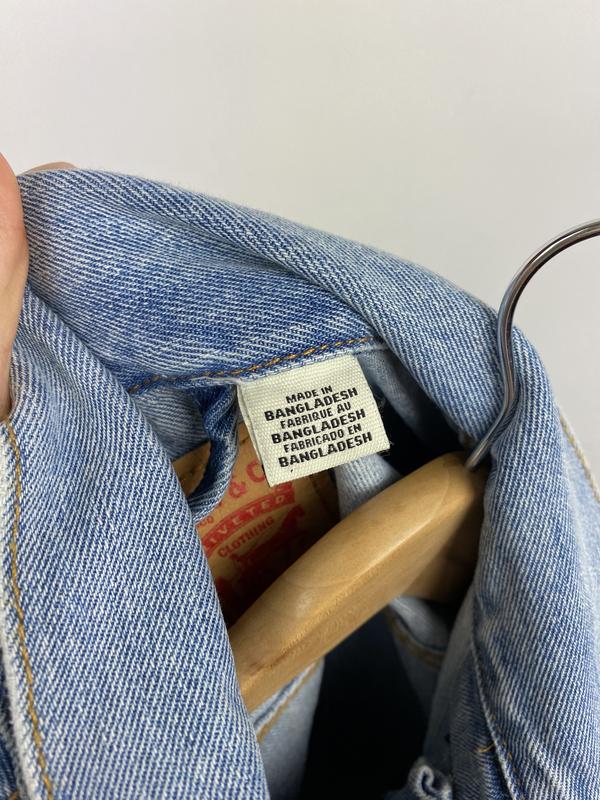 MADE IN
BANGLADESH
FABRIQUE AU
BANGLADESH
FABRICADO EN
BANGLADESH
& C
CLOTHING